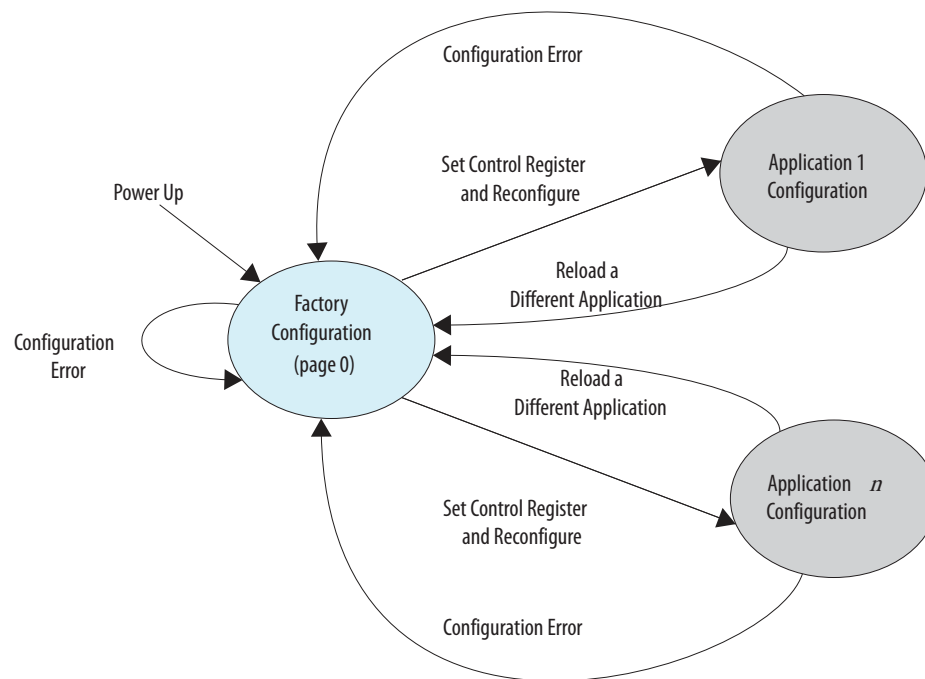 Configuration Error
Application 1
Configuration
Set Control Register
and Reconfigure
Power Up
Reload a
Different Application
Factory
Configuration
(page 0)
Configuration
Error
Reload a
Different Application
Application n
Configuration
Set Control Register
and Reconfigure
Configuration Error